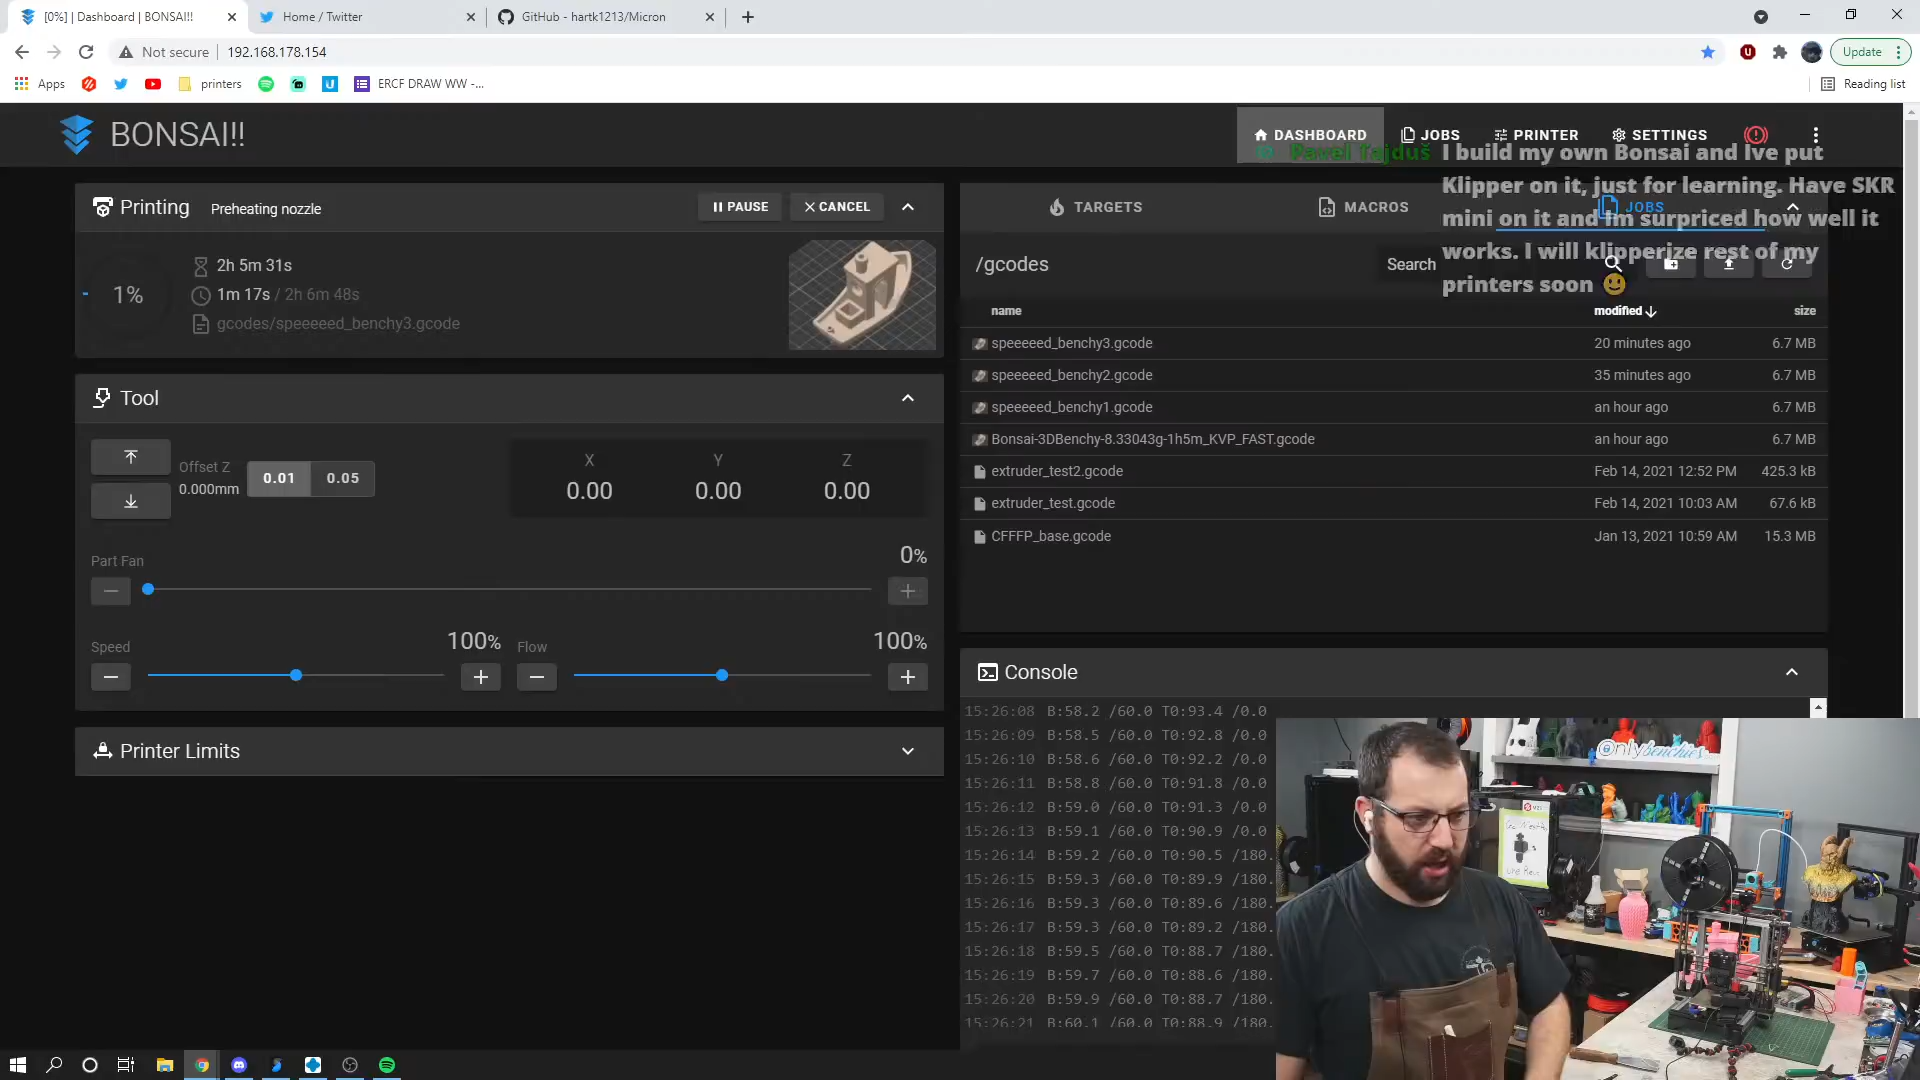 [0%] | Dashboard | BONSAI!!
Home / Twitter
GitHub - hartk1213/Micron
Not secure
192.168.178.154
Update
Apps
printers
ERCF DRAW WW -...
Reading list
BONSAI!!
DASHBOARD
JOBS
PRINTER
SETTINGS
Pavel Tajduš
I build my own Bonsai and Ive put
Klipper on it, just for learning. Have SKR
mini on it and Im surpriced how well it
works. I will klipperize rest of my
printers soon
Printing
Preheating nozzle
PAUSE
CANCEL
1%
2h 5m 31s
1m 17s / 2h 6m 48s
gcodes/speeeeed_benchy3.gcode
Tool
Offset Z
0.000mm
0.01
0.05
X
Y
Z
0.00
0.00
0.00
Part Fan
0%
Speed
100%
Flow
100%
Printer Limits
TARGETS
MACROS
JOBS
/gcodes
Search
name
modified
size
speeeeed_benchy3.gcode
20 minutes ago
6.7 MB
speeeeed_benchy2.gcode
35 minutes ago
6.7 MB
speeeeed_benchy1.gcode
an hour ago
6.7 MB
Bonsai-3DBenchy-8.33043g-1h5m_KVP_FAST.gcode
an hour ago
6.7 MB
extruder_test2.gcode
Feb 14, 2021 12:52 PM
425.3 kB
extruder_test.gcode
Feb 14, 2021 10:03 AM
67.6 kB
CFFFP_base.gcode
Jan 13, 2021 10:59 AM
15.3 MB
Console
15:26:08 B:58.2 /60.0 T0:93.4 /0.0
15:26:09 B:58.5 /60.0 T0:92.8 /0.0
15:26:10 B:58.6 /60.0 T0:92.2 /0.0
15:26:11 B:58.8 /60.0 T0:91.8 /0.0
15:26:12 B:59.0 /60.0 T0:91.3 /0.0
15:26:13 B:59.1 /60.0 T0:90.9 /0.0
15:26:14 B:59.2 /60.0 T0:90.5 /180.
15:26:15 B:59.3 /60.0 T0:89.9 /180.
15:26:16 B:59.3 /60.0 T0:89.6 /180.
15:26:17 B:59.3 /60.0 T0:89.2 /180.
15:26:18 B:59.5 /60.0 T0:88.7 /180.
15:26:19 B:59.7 /60.0 T0:88.6 /180.
15:26:20 B:59.9 /60.0 T0:88.7 /180.
15:26:21 B:60.1 /60.0 T0:88.9 /180.
onlybenchies